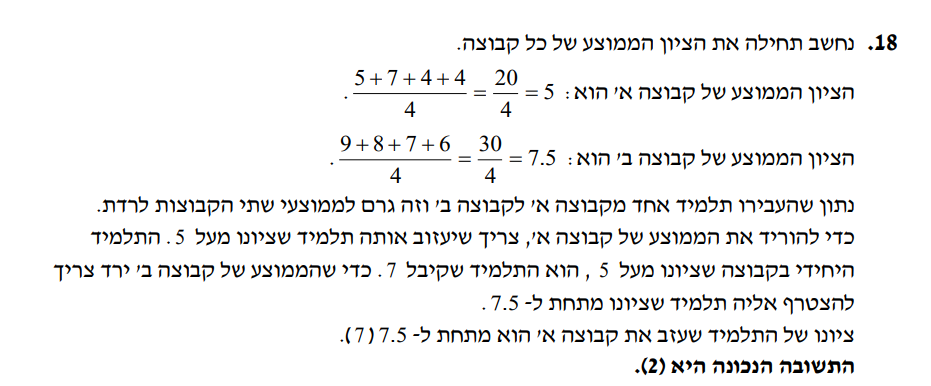 18. נחשב תחילה את הציון הממוצע של כל קבוצה.
הציון הממוצע של קבוצה א' הוא: 5 = 20/4 = (5+7+4+4)/4.
הציון הממוצע של קבוצה ב' הוא: 7.5 = 30/4 = (9+8+7+6)/4.
נתון שהעבירו תלמיד אחד מקבוצה א' לקבוצה ב' וזה גרם לממוצעי שתי הקבוצות לרדת.
כדי להוריד את הממוצע של קבוצה א', צריך שיעזוב אותה תלמיד שציונו מעל 5. התלמיד
היחידי בקבוצה שציונו מעל 5, הוא התלמיד שקיבל 7. כדי שהממוצע של קבוצה ב' ירד צריך
להצטרף אליה תלמיד שציונו מתחת ל- 7.5.
ציונו של התלמיד שעזב את קבוצה א' הוא מתחת ל- 7.5 (7).
התשובה הנכונה היא (2).